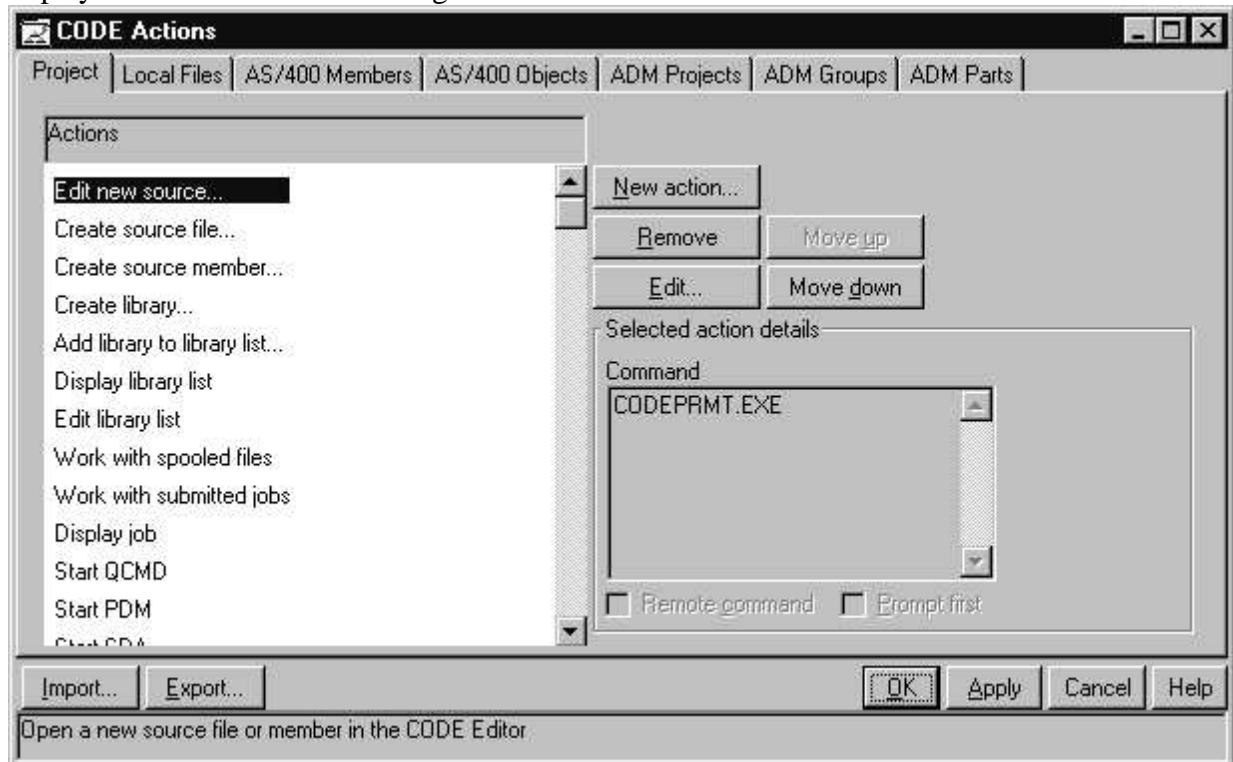 CODE Actions
Project Local Files AS/400 Members AS/400 Objects ADM Projects ADM Groups ADM Parts
Actions
Edit new source...
Create source file...
Create source member...
Create library...
Add library to library list...
Display library list
Edit library list
Work with spooled files
Work with submitted jobs
Display job
Start QCMD
Start PDM
New action...
Remove Move up
Edit... Move down
Selected action details
Command
CODEPRMT.EXE
Remote command Prompt first
Import... Export... OK Apply Cancel Help
Open a new source file or member in the CODE Editor